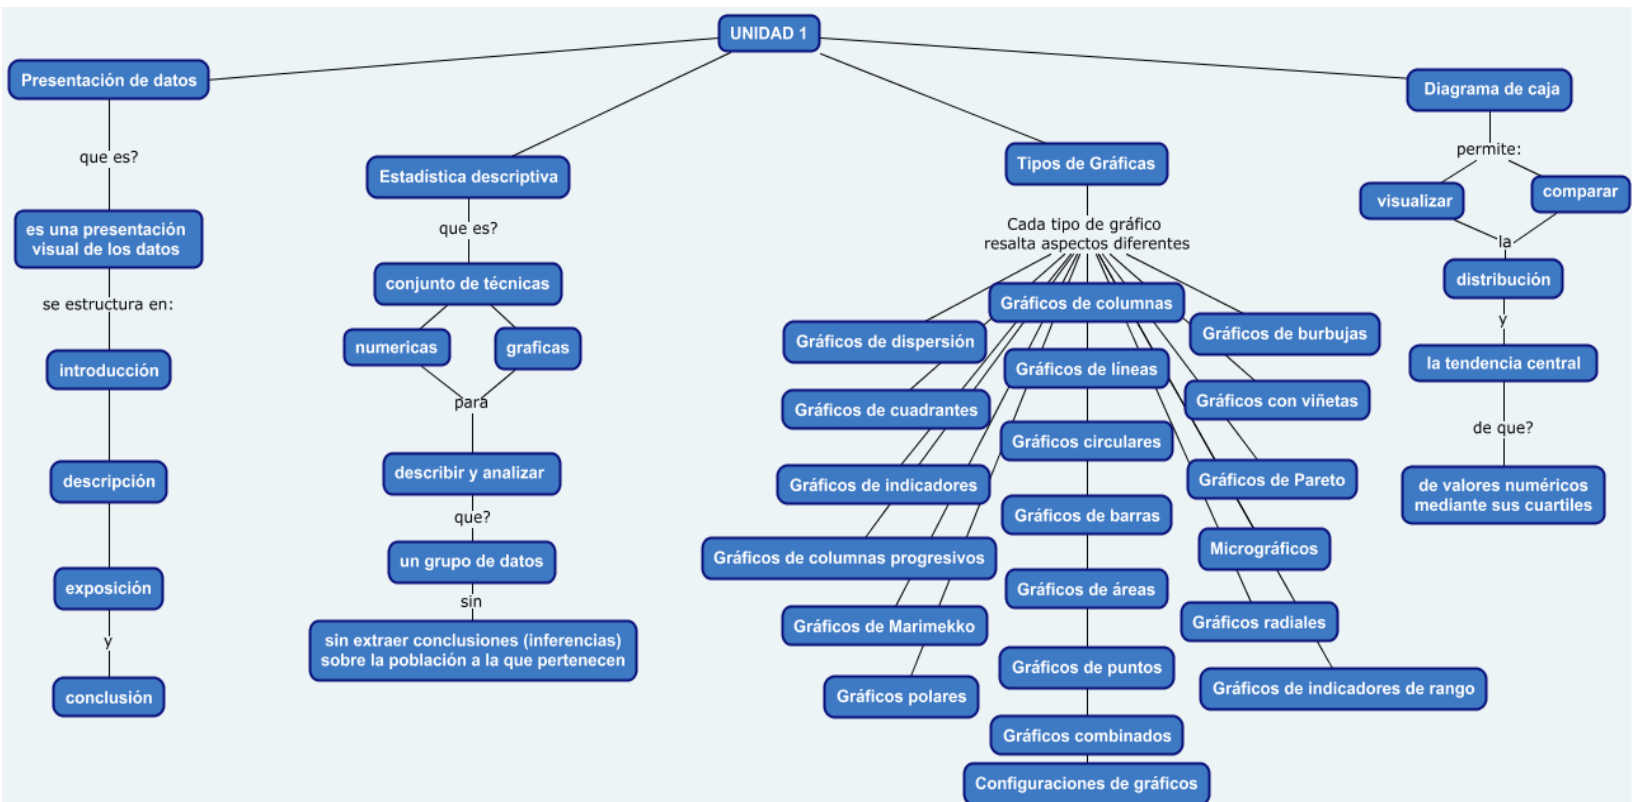 UNIDAD 1
Presentación de datos
que es?
es una presentación
visual de los datos
se estructura en:
introducción
descripción
exposición
y
conclusión
Estadística descriptiva
que es?
conjunto de técnicas
numericas
graficas
para
describir y analizar
que?
un grupo de datos
sin
sin extraer conclusiones (inferencias)
sobre la población a la que pertenecen
Tipos de Gráficas
Cada tipo de gráfico
resalta aspectos diferentes
Gráficos de dispersión
Gráficos de cuadrantes
Gráficos de indicadores
Gráficos de columnas progresivos
Gráficos de Marimekko
Gráficos polares
Gráficos de columnas
Gráficos de líneas
Gráficos circulares
Gráficos de barras
Gráficos de áreas
Gráficos de puntos
Gráficos combinados
Configuraciones de gráficos
Gráficos de burbujas
Gráficos con viñetas
Gráficos de Pareto
Micrográficos
Gráficos radiales
Gráficos de indicadores de rango
Diagrama de caja
permite:
visualizar
comparar
la
distribución
y
la tendencia central
de que?
de valores numéricos
mediante sus cuartiles